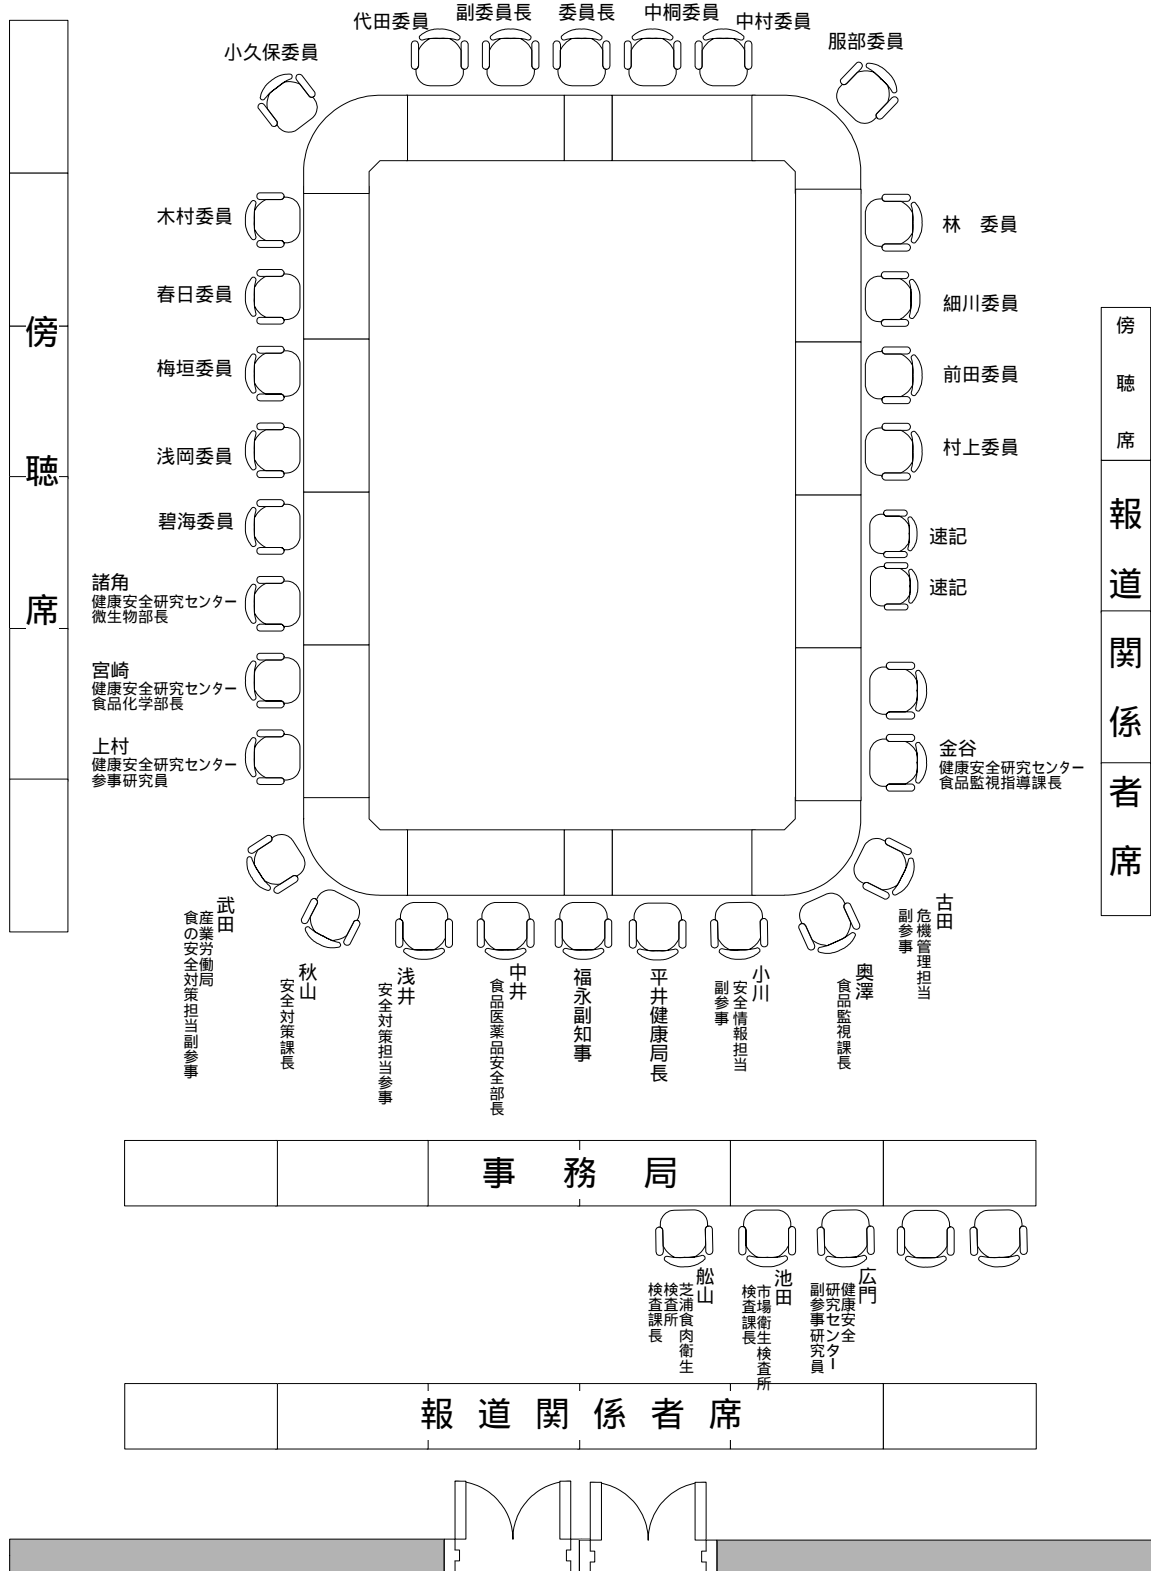 代田委員
副委員長
委員長
中桐委員
中村委員
小久保委員
服部委員
木村委員
春日委員
梅垣委員
浅岡委員
碧海委員
諸角
健康安全研究センター
微生物部長
宮崎
健康安全研究センター
食品化学部長
上村
健康安全研究センター
参事研究員
林　委員
細川委員
前田委員
村上委員
速記
速記
金谷
健康安全研究センター
食品監視指導課長
傍聴席
傍聴席
報道関係者席
武田
産業労働局
食の安全対策担当副参事
秋山
安全対策課長
浅井
安全対策担当参事
中井
食品医薬品安全部長
福永副知事
平井健康局長
小川
安全情報担当
副参事
奥澤
食品監視課長
古田
危機管理担当
副参事
事務局
舩山
芝浦食肉衛生
検査所
検査課長
池田
市場衛生検査所
検査課長
広門
健康安全
研究センター
副参事研究員
報道関係者席